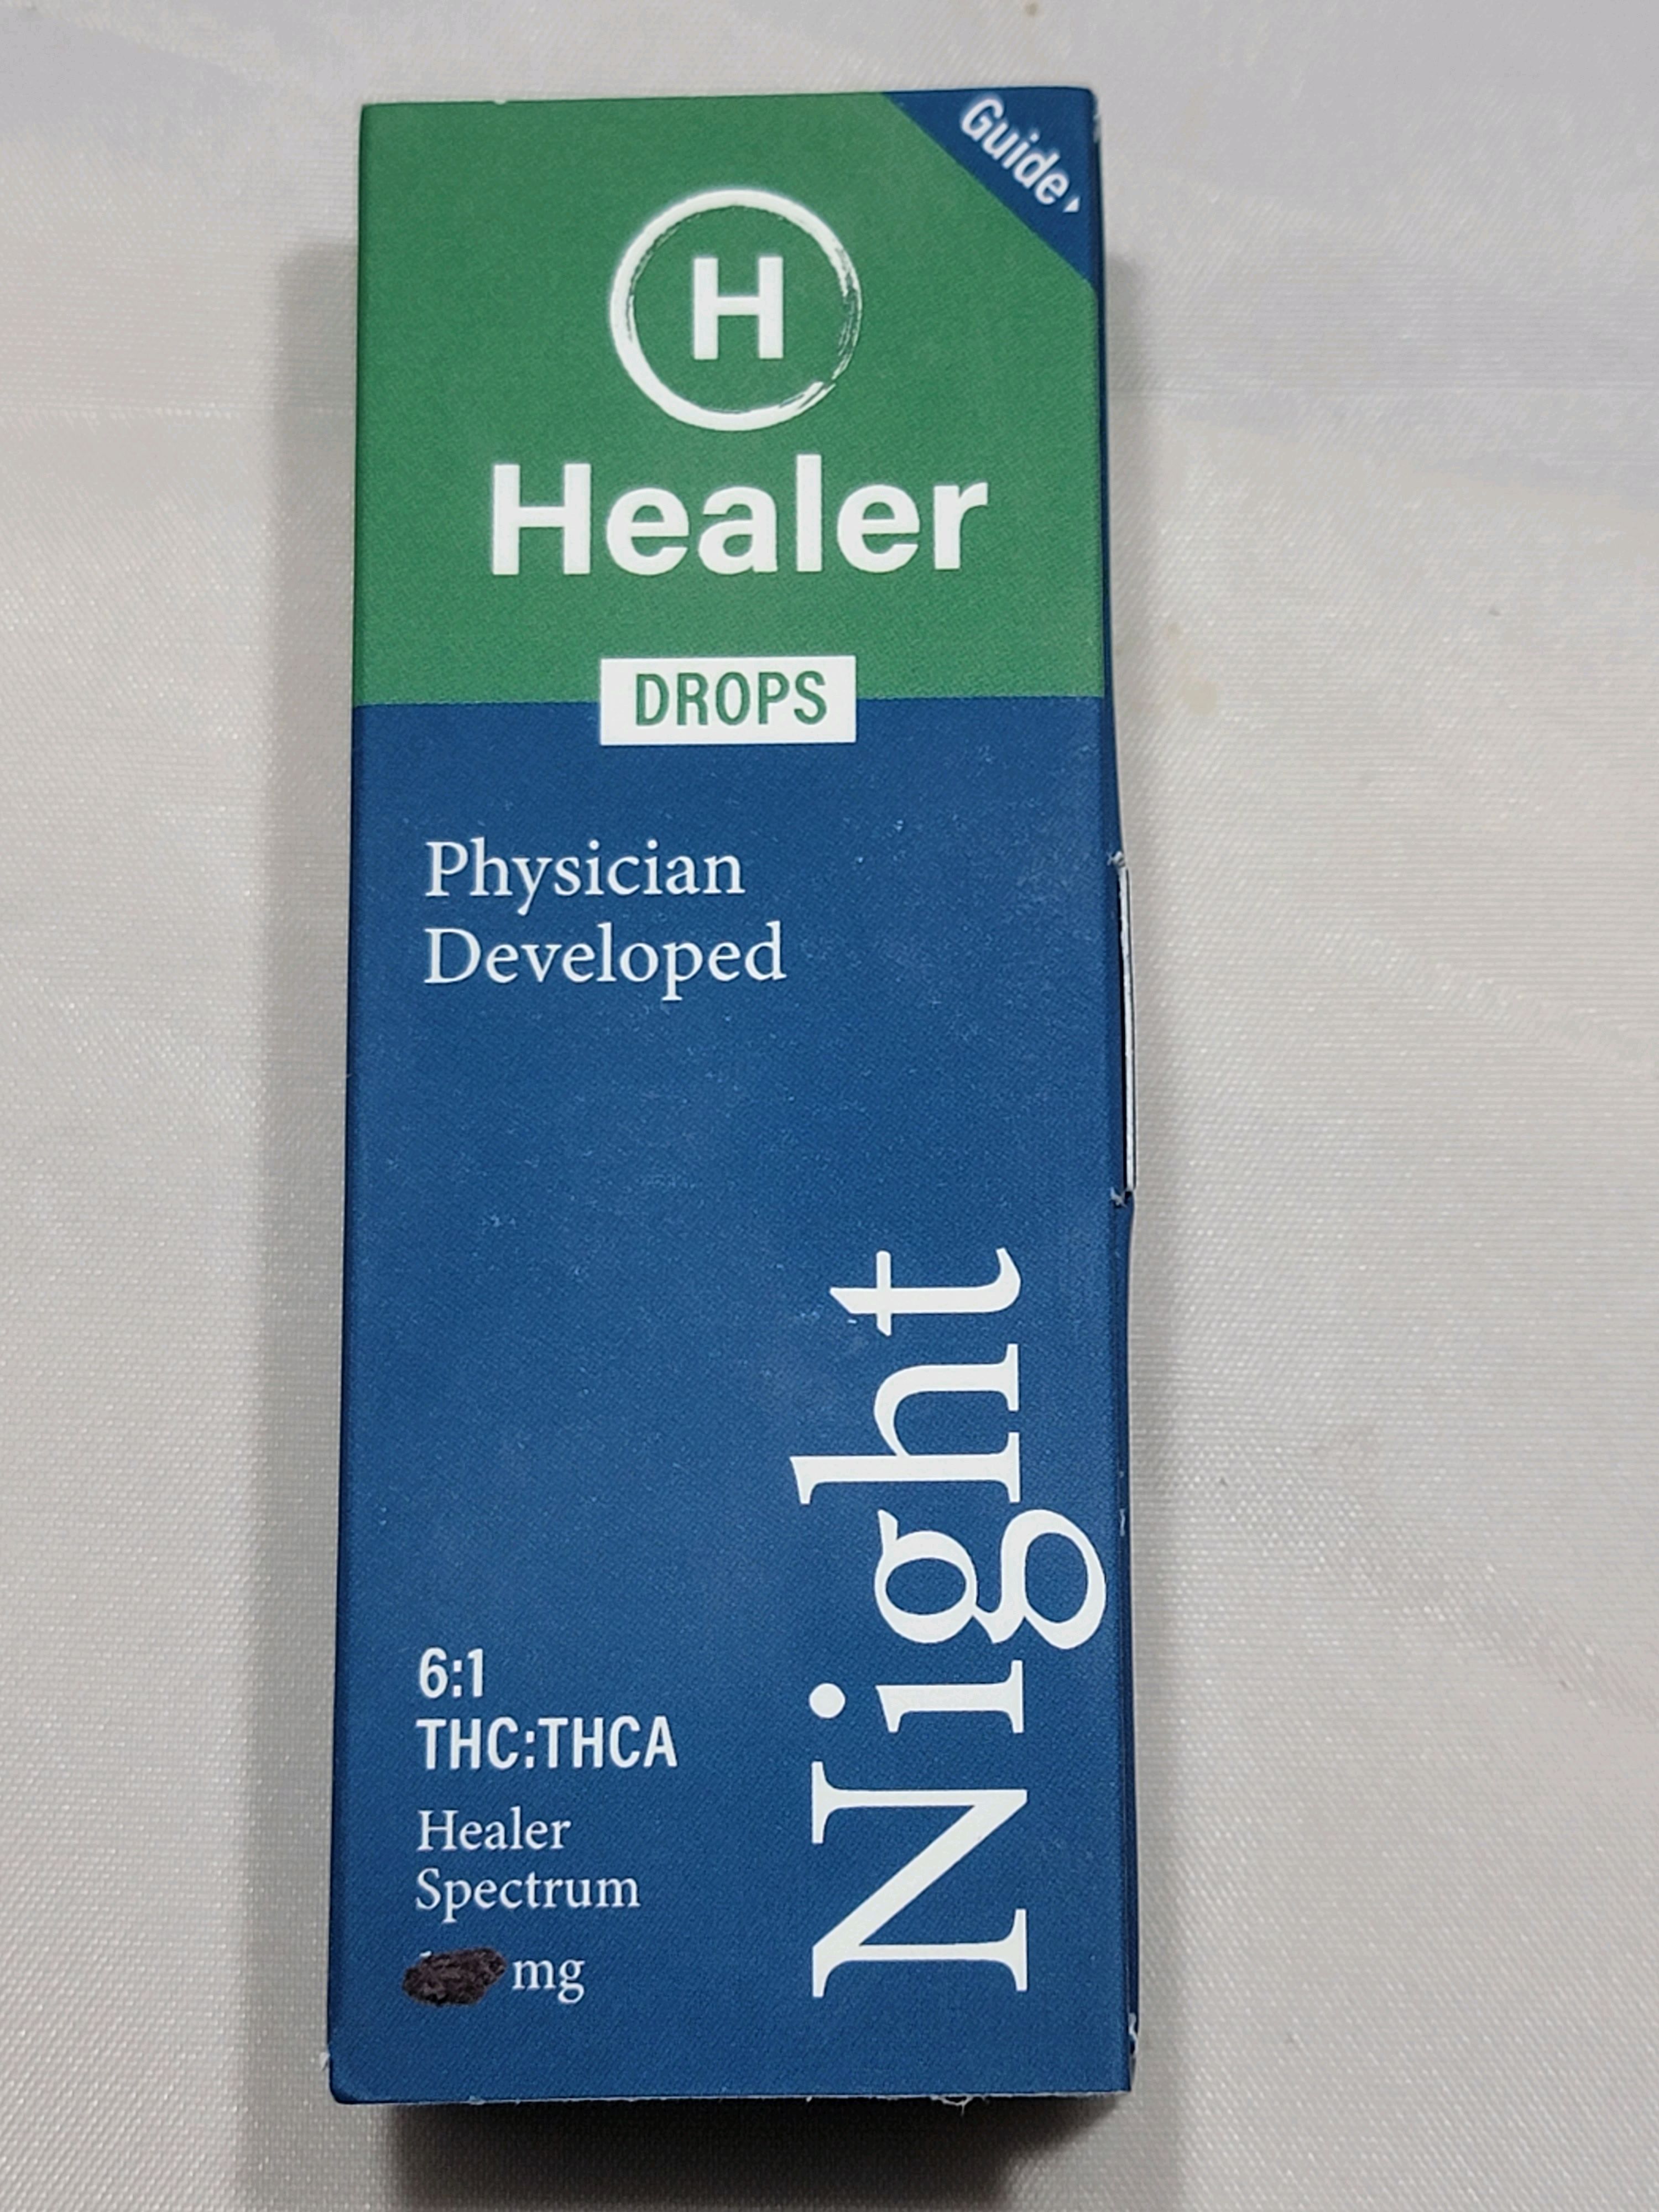 Guide
H
Healer
DROPS
Physician
Developed
Night
6:1
THC:THCA
Healer
Spectrum
mg